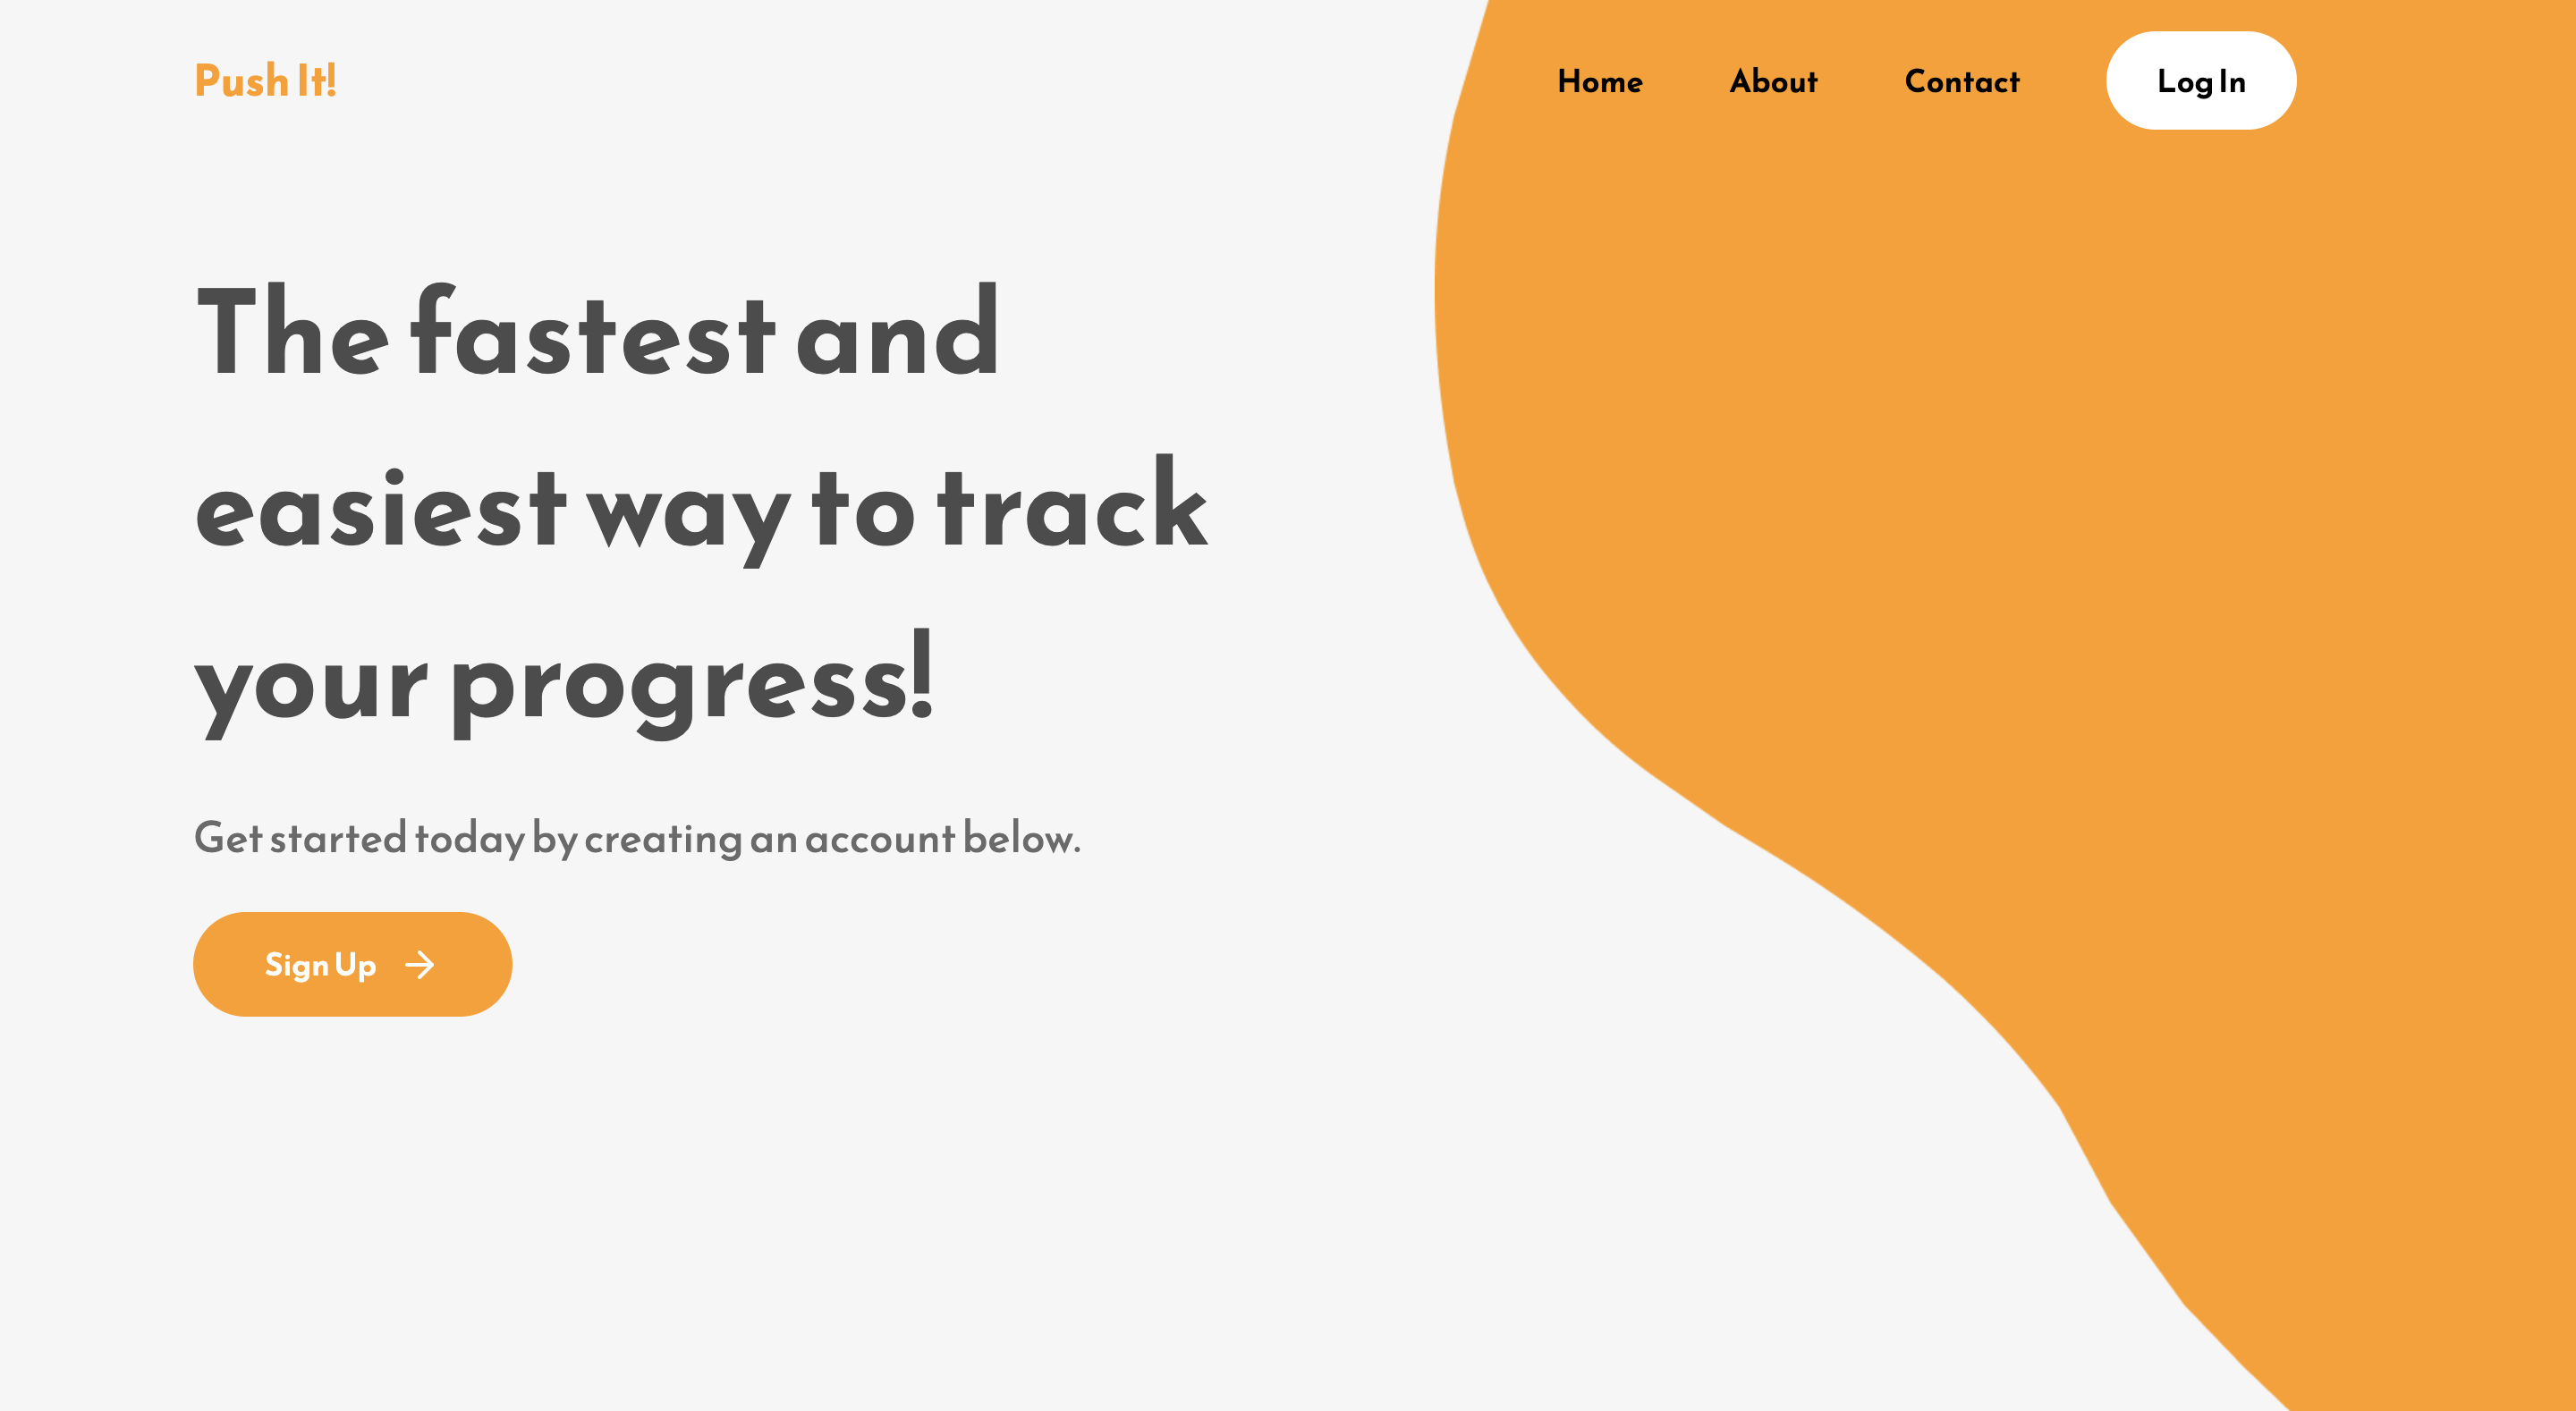 Push It!
Home About Contact Log In
The fastest and
easiest way to track
your progress!
Get started today by creating an account below.
Sign Up